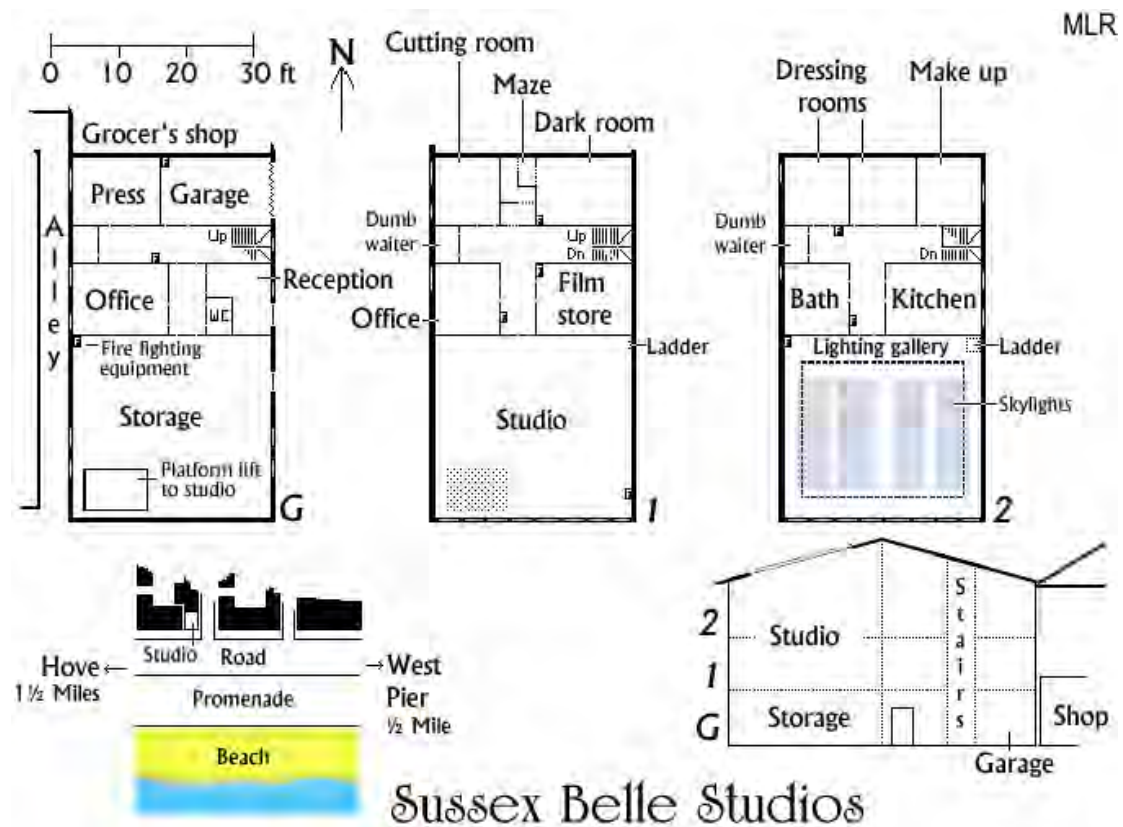 MLR
0 10 20 30 ft
N
Cutting room
Maze
Dark room
Dressing
rooms
Make up
Grocer's shop
Press
Garage
Alley
Up
Reception
Office
WC
Fire fighting
equipment
Storage
Platform lift
to studio
G
Dumb
waiter
Up
Dn
Film
store
Office
Ladder
Studio
1
Dumb
waiter
Dn
Bath
Kitchen
Lighting gallery
Ladder
Skylights
2
Studio
Road
Hove
1½ Miles
West
Pier
½ Mile
Promenade
Beach
2
1
G
Studio
Storage
Stairs
Shop
Garage
Sussex Belle Studios